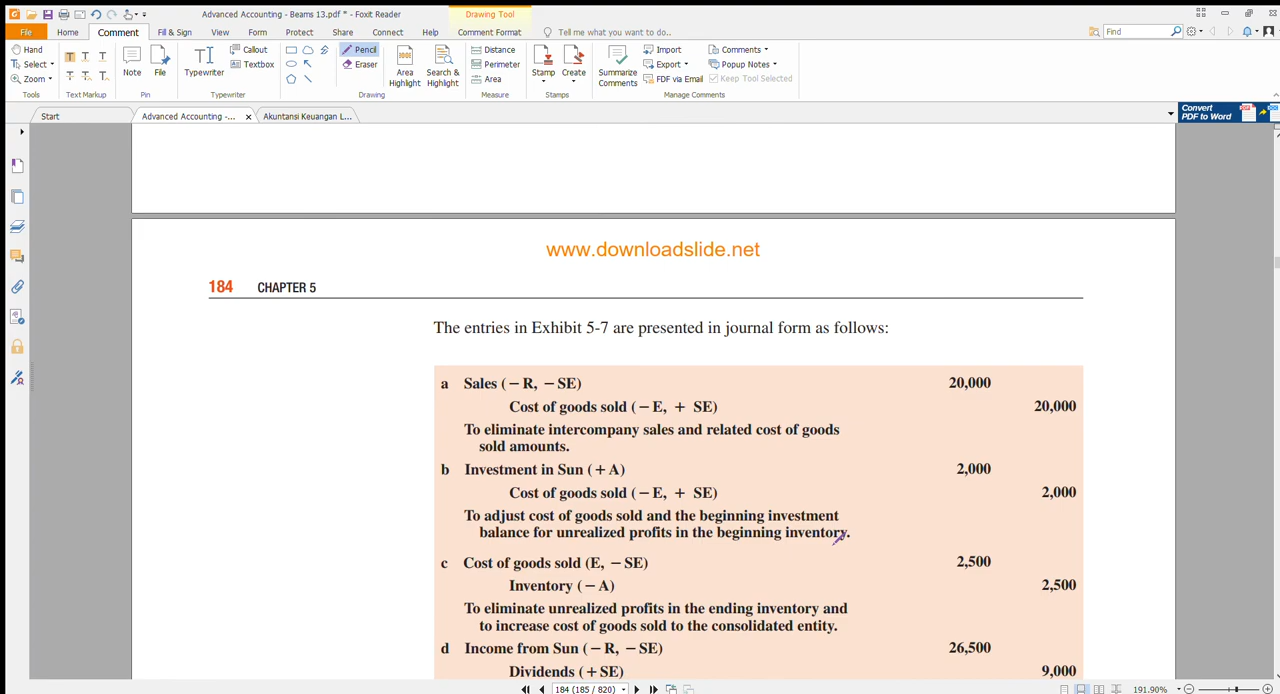 Advanced Accounting - Beams 13.pdf * - Foxit Reader
Drawing Tool
File Home Comment Fill & Sign View Form Protect Share Connect Help Comment Format Tell me what you want to do.. Find
Hand
Select
Zoom
Tools
Text Markup
Note
File
Pin
Typewriter
Callout
Textbox
Typewriter
Pencil
Eraser
Area Highlight
Search & Highlight
Drawing
Distance
Perimeter
Area
Measure
Stamp
Create
Stamps
Summarize Comments
Import
Export
FDF via Email
Comments
Popup Notes
Keep Tool Selected
Manage Comments
Start
Advanced Accounting -...
Akuntansi Keuangan L...
Convert
PDF to Word
www.downloadslide.net
184 CHAPTER 5
The entries in Exhibit 5-7 are presented in journal form as follows:
a Sales (− R, − SE) 20,000
Cost of goods sold (− E, + SE) 20,000
To eliminate intercompany sales and related cost of goods
sold amounts.
b Investment in Sun (+ A) 2,000
Cost of goods sold (− E, + SE) 2,000
To adjust cost of goods sold and the beginning investment
balance for unrealized profits in the beginning inventory.
c Cost of goods sold (E, − SE) 2,500
Inventory (− A) 2,500
To eliminate unrealized profits in the ending inventory and
to increase cost of goods sold to the consolidated entity.
d Income from Sun (− R, − SE) 26,500
Dividends (+ SE) 9,000
184 (185 / 820)
191.90%